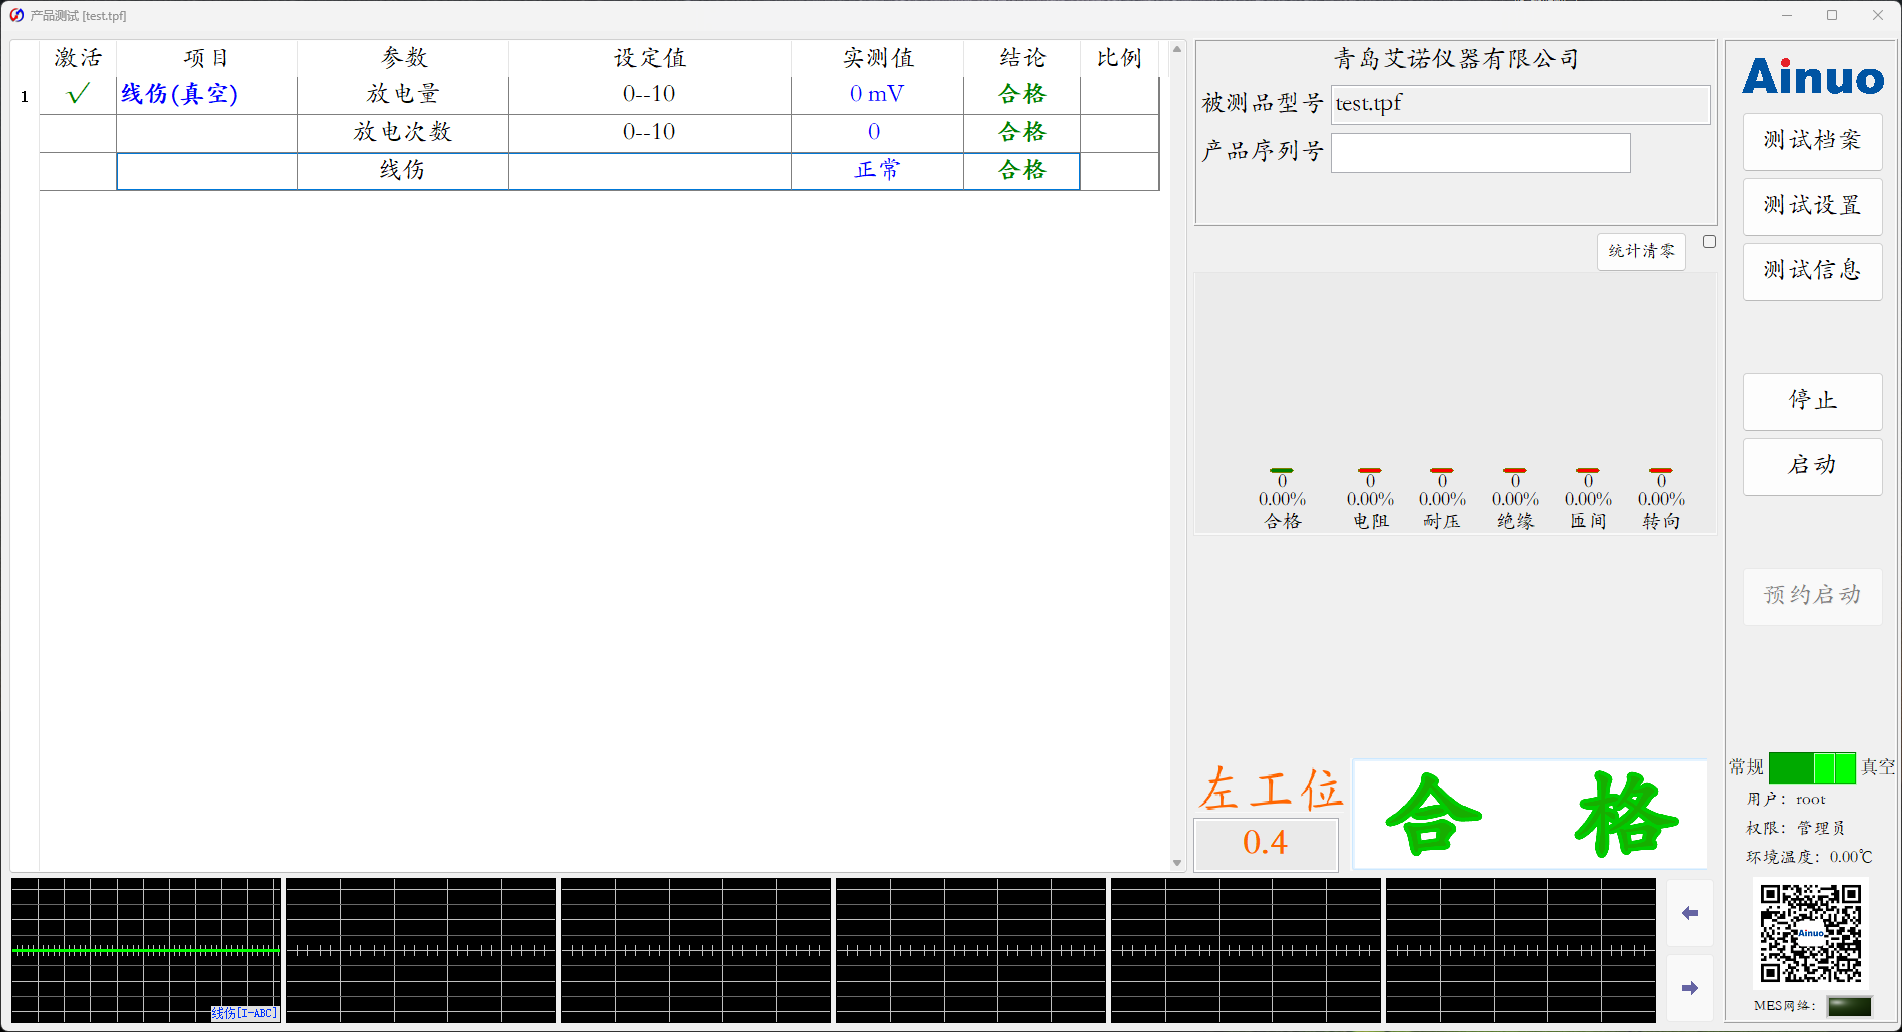 产品测试 [test.tpf]
激活 项目 参数 设定值 实测值 结论 比例
1 √ 线伤(真空) 放电量 0--10 0 mV 合格
放电次数 0--10 0 合格
线伤 正常 合格
青岛艾诺仪器有限公司
被测品型号 test.tpf
产品序列号
统计清零
0 0 0 0 0 0
0.00% 0.00% 0.00% 0.00% 0.00% 0.00%
合格 电阻 耐压 绝缘 匝间 转向
左工位
0.4
合格
线伤[I-ABC]
Ainuo
测试档案
测试设置
测试信息
停止
启动
预约启动
常规 真空
用户: root
权限: 管理员
环境温度: 0.00℃
Ainuo
MES网络: